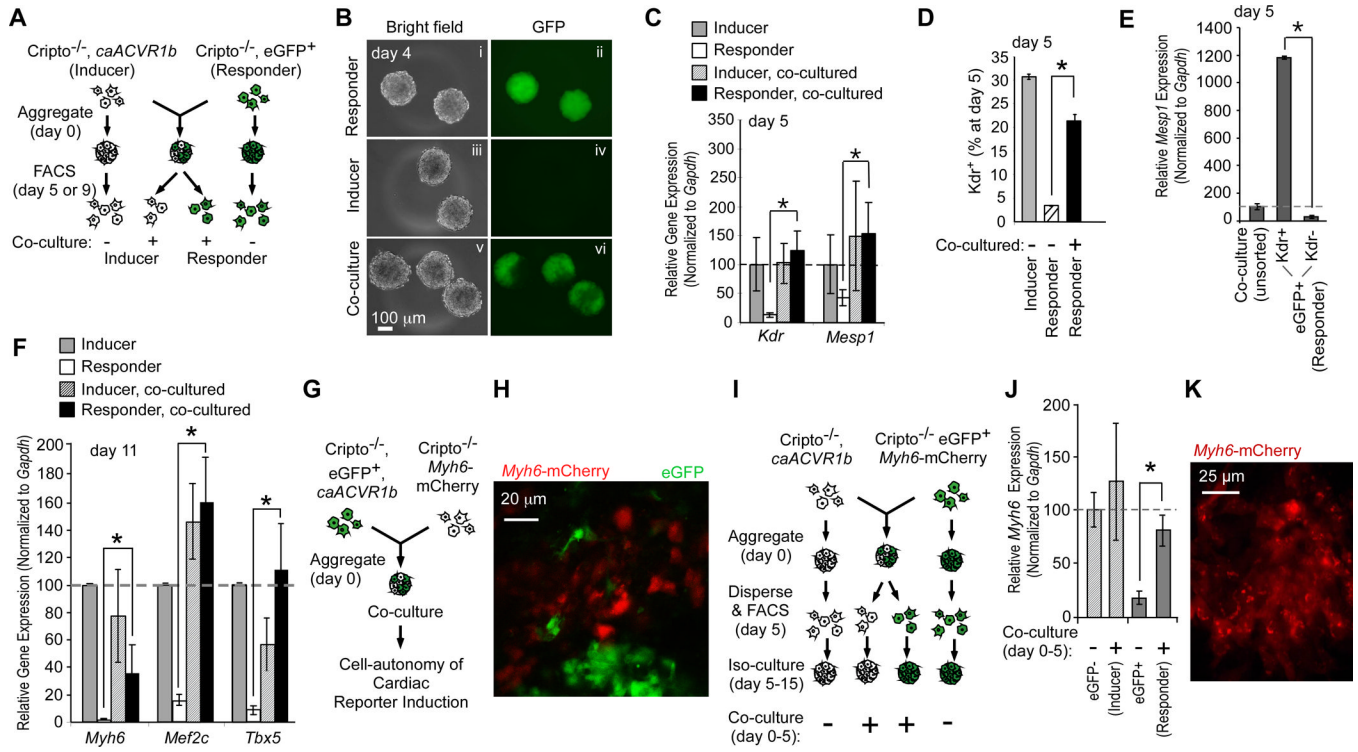 A
Cripto-/-, caACVR1b
(Inducer)
Cripto-/-, eGFP+
(Responder)
Aggregate
(day 0)
FACS
(day 5 or 9)
Co-culture: - + + -
Inducer Responder
B
Bright field GFP
Responder
day 4 i ii
Inducer
iii iv
Co-culture
v vi
100 µm
C
Inducer
Responder
Inducer, co-cultured
Responder, co-cultured
day 5
Relative Gene Expression
(Normalized to Gapdh)
350
300
250
200
150
100
50
0
* *
Kdr Mesp1
D
day 5
Kdr+ (% at day 5)
35
30
25
20
15
10
5
0
*
Co-cultured: - - +
Inducer
Responder
Responder
E
day 5
Relative Mesp1 Expression
(Normalized to Gapdh)
1400
1200
1000
800
600
400
200
100
0
*
Co-culture
(unsorted)
Kdr+
Kdr-
eGFP+
(Responder)
F
Inducer
Responder
Inducer, co-cultured
Responder, co-cultured
day 11
Relative Gene Expression (Normalized to Gapdh)
200
180
160
140
120
100
80
60
40
20
0
* * *
Myh6 Mef2c Tbx5
G
Cripto-/-,
eGFP+,
caACVR1b
Cripto-/-
Myh6-
mCherry
Aggregate
(day 0)
Co-culture
Cell-autonomy of
Cardiac
Reporter Induction
H
Myh6-mCherry eGFP
20 µm
I
Cripto-/-,
caACVR1b
Cripto-/- eGFP+
Myh6-mCherry
Aggregate
(day 0)
Disperse
& FACS
(day 5)
Iso-culture
(day 5-15)
Co-culture
(day 0-5): - + + -
J
Relative Myh6 Expression
(Normalized to Gapdh)
200
150
100
50
0
*
Co-culture
(day 0-5): - + - +
eGFP-
(Inducer)
eGFP+
(Responder)
K
Myh6-mCherry
25 µm